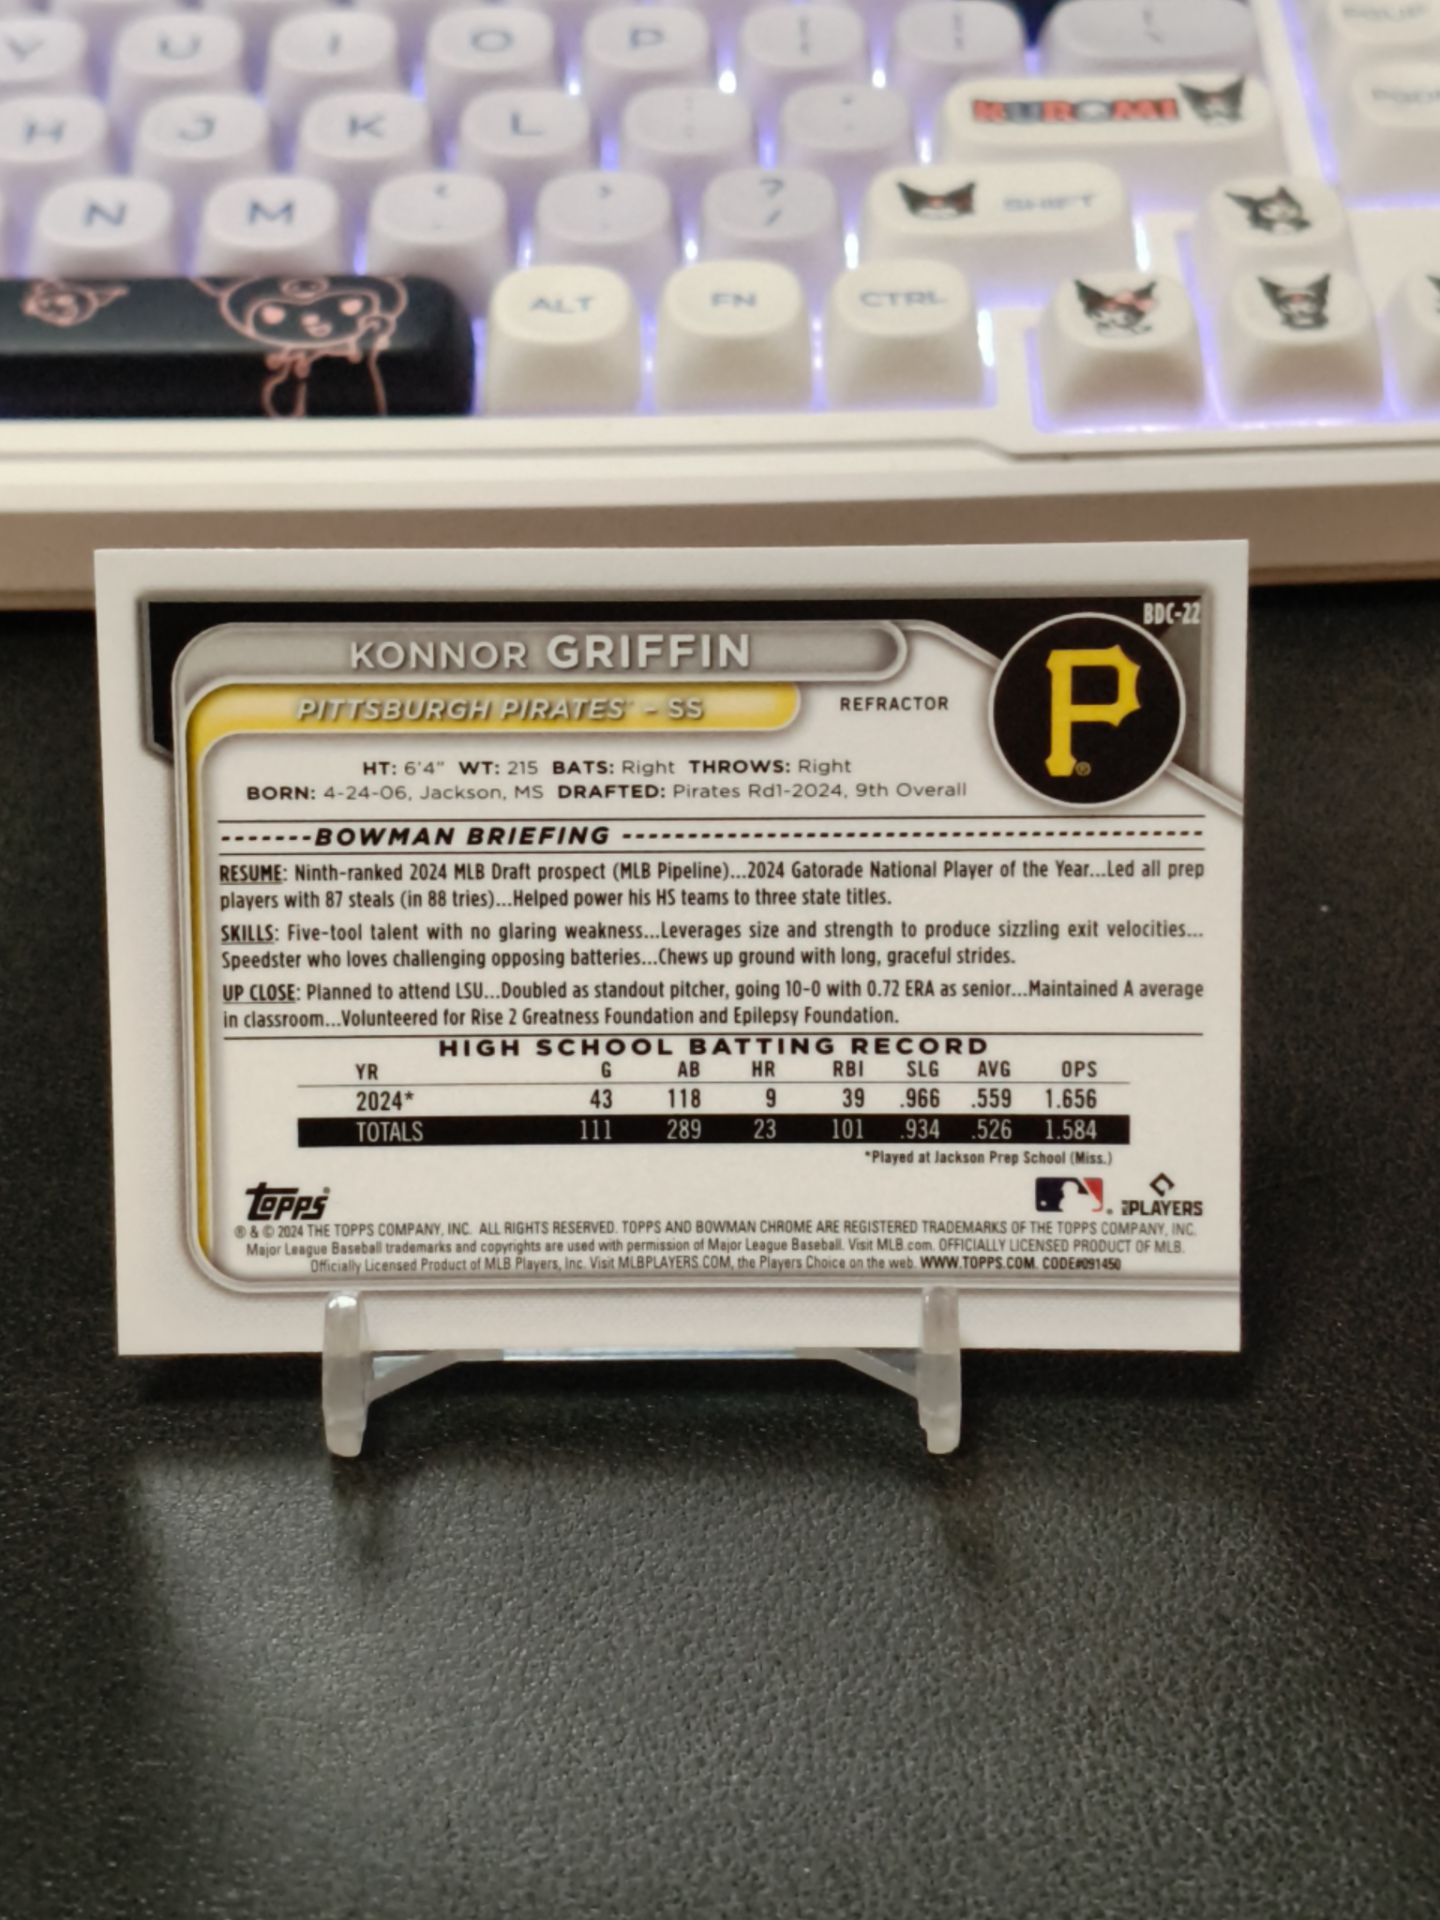 Y U I O P
H J K L
KUROMI
N M < > ? /
SHIFT
ALT FN CTRL
BDC-22
KONNOR GRIFFIN
PITTSBURGH PIRATES - SS
REFRACTOR
P
HT: 6'4" WT: 215 BATS: Right THROWS: Right
BORN: 4-24-06, Jackson, MS DRAFTED: Pirates Rd1-2024, 9th Overall
BOWMAN BRIEFING
RESUME: Ninth-ranked 2024 MLB Draft prospect (MLB Pipeline)...2024 Gatorade National Player of the Year...Led all prep
players with 87 steals (in 88 tries)...Helped power his HS teams to three state titles.
SKILLS: Five-tool talent with no glaring weakness...Leverages size and strength to produce sizzling exit velocities...
Speedster who loves challenging opposing batteries...Chews up ground with long, graceful strides.
UP CLOSE: Planned to attend LSU...Doubled as standout pitcher, going 10-0 with 0.72 ERA as senior...Maintained A average
in classroom...Volunteered for Rise 2 Greatness Foundation and Epilepsy Foundation.
HIGH SCHOOL BATTING RECORD
YR G AB HR RBI SLG AVG OPS
2024* 43 118 9 39 .966 .559 1.656
TOTALS 111 289 23 101 .934 .526 1.584
*Played at Jackson Prep School (Miss.)
Topps
PLAYERS
® & © 2024 THE TOPPS COMPANY, INC. ALL RIGHTS RESERVED. TOPPS AND BOWMAN CHROME ARE REGISTERED TRADEMARKS OF THE TOPPS COMPANY, INC.
Major League Baseball trademarks and copyrights are used with permission of Major League Baseball. Visit MLB.com. OFFICIALLY LICENSED PRODUCT OF MLB.
Officially Licensed Product of MLB Players, Inc. Visit MLBPLAYERS.COM, the Players Choice on the web. WWW.TOPPS.COM. CODE#091450